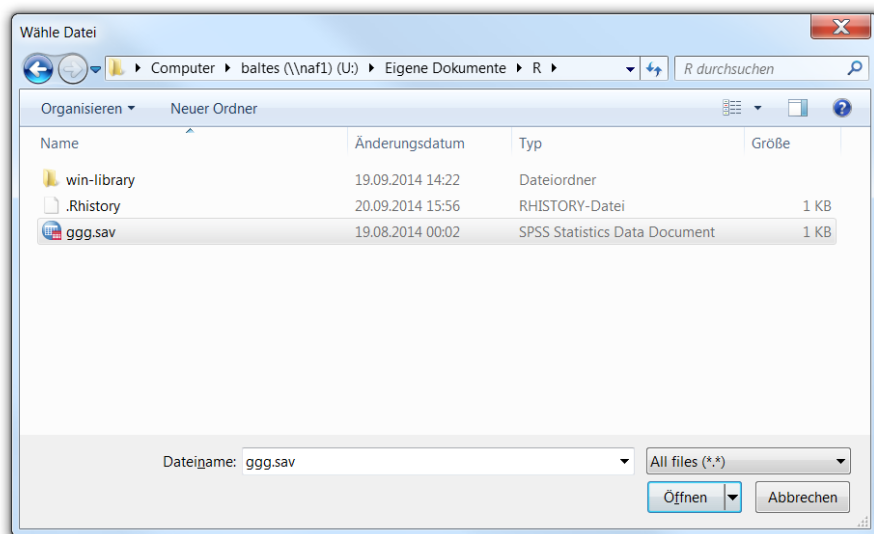 Wähle Datei
Computer baltes (\\naf1) (U:) Eigene Dokumente R R durchsuchen
Organisieren Neuer Ordner
Name Änderungsdatum Typ Größe
win-library 19.09.2014 14:22 Dateiordner
.Rhistory 20.09.2014 15:56 RHISTORY-Datei 1 KB
ggg.sav 19.08.2014 00:02 SPSS Statistics Data Document 1 KB
Dateiname: ggg.sav All files (*.*)
Öffnen Abbrechen